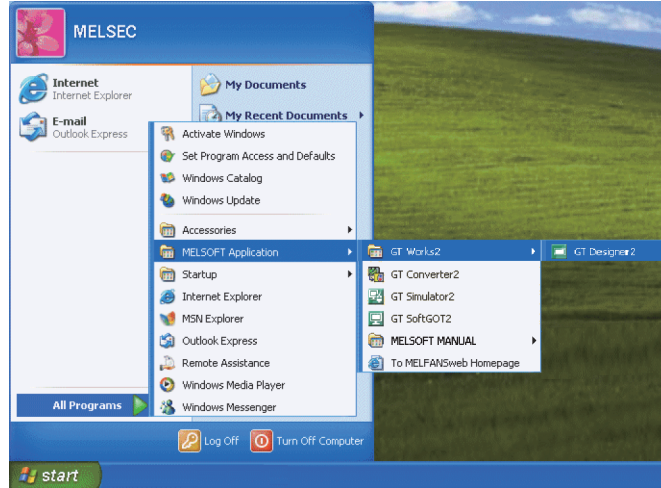 MELSEC
Internet
Internet Explorer
E-mail
Outlook Express
My Documents
My Recent Documents
Activate Windows
Set Program Access and Defaults
Windows Catalog
Windows Update
Accessories
MELSOFT Application
Startup
Internet Explorer
MSN Explorer
Outlook Express
Remote Assistance
Windows Media Player
Windows Messenger
GT Works2
GT Converter2
GT Simulator2
GT SoftGOT2
MELSOFT MANUAL
To MELFANSweb Homepage
GT Designer2
All Programs
Log Off
Turn Off Computer
start